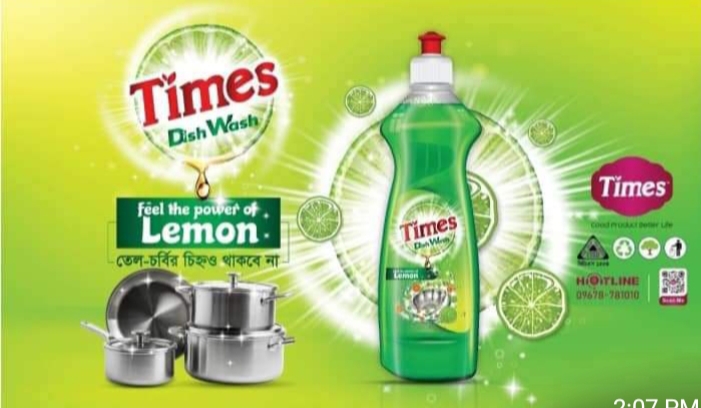 Times
Dish Wash
feel the power of
Lemon
তেল-চর্বির চিহ্নও থাকবে না
Times
Dish Wash
Lemon
Times
Good Product Better Life
HOTLINE
09678-781010
2:07 PM